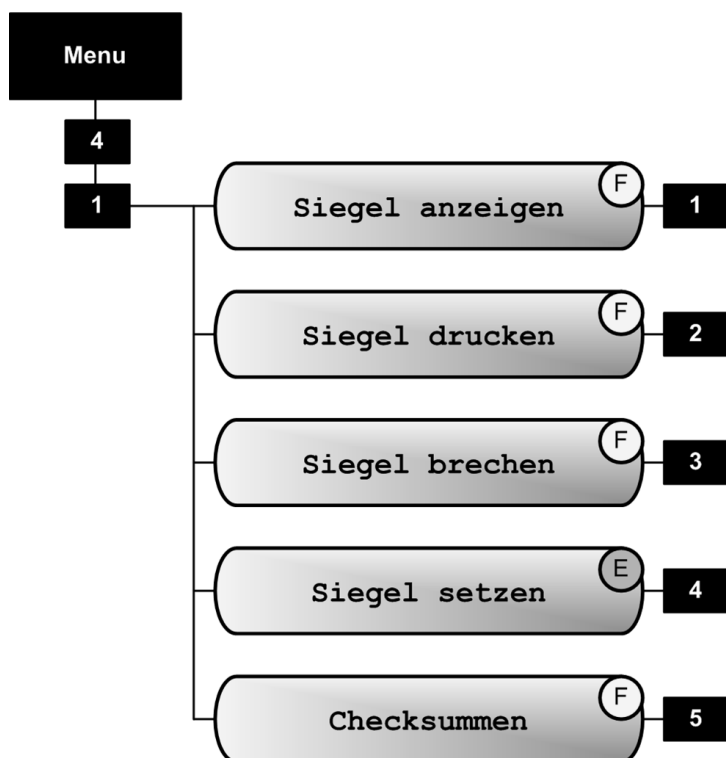 Menu
4
1
Siegel anzeigen F 1
Siegel drucken F 2
Siegel brechen F 3
Siegel setzen E 4
Checksummen F 5